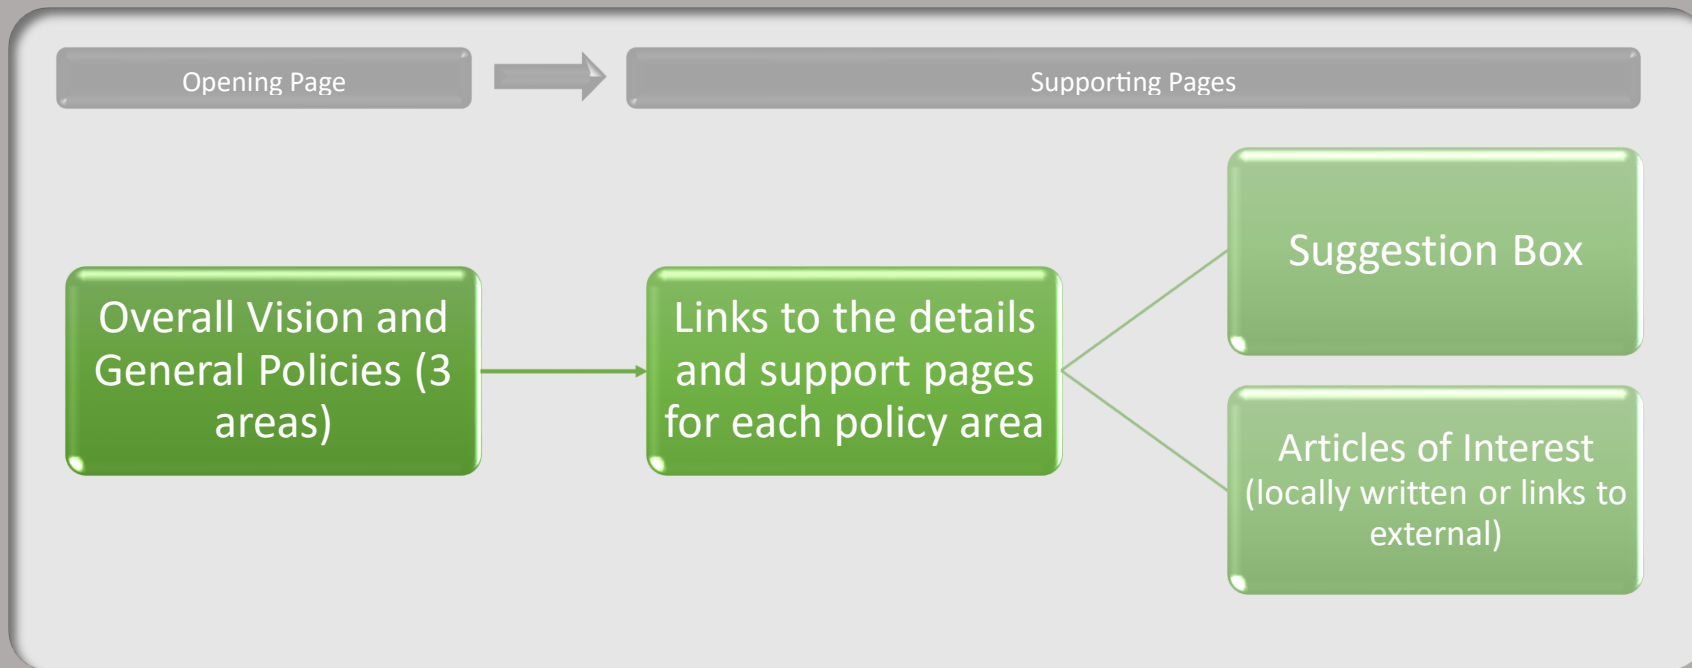 Opening Page
Supporting Pages
Overall Vision and
General Policies (3
areas)
Links to the details
and support pages
for each policy area
Suggestion Box
Articles of Interest
(locally written or links to
external)